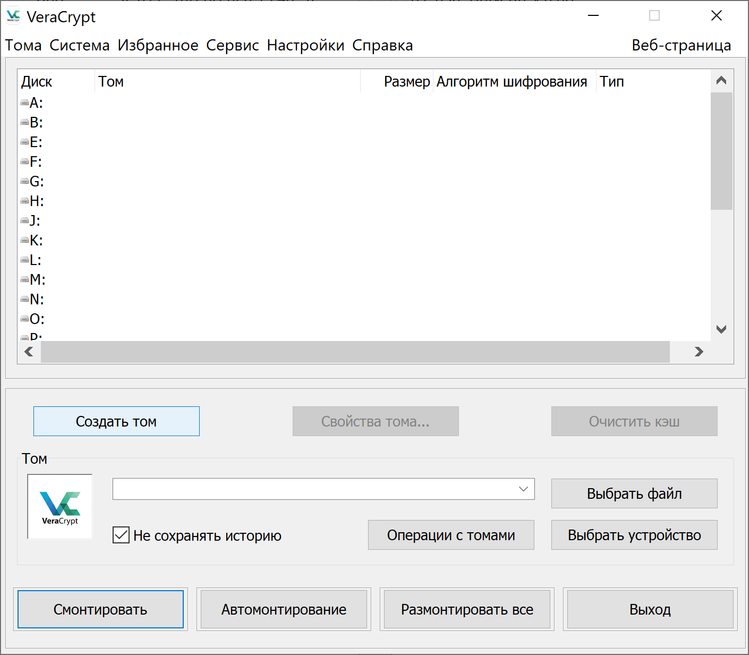 VeraCrypt
Тома Система Избранное Сервис Настройки Справка Веб-страница
Диск Том Размер Алгоритм шифрования Тип
A:
B:
E:
F:
G:
H:
J:
K:
L:
M:
N:
O:
P:
Создать том Свойства тома... Очистить кэш
Том
VeraCrypt
Выбрать файл
Не сохранять историю Операции с томами Выбрать устройство
Смонтировать Автомонтирование Размонтировать все Выход